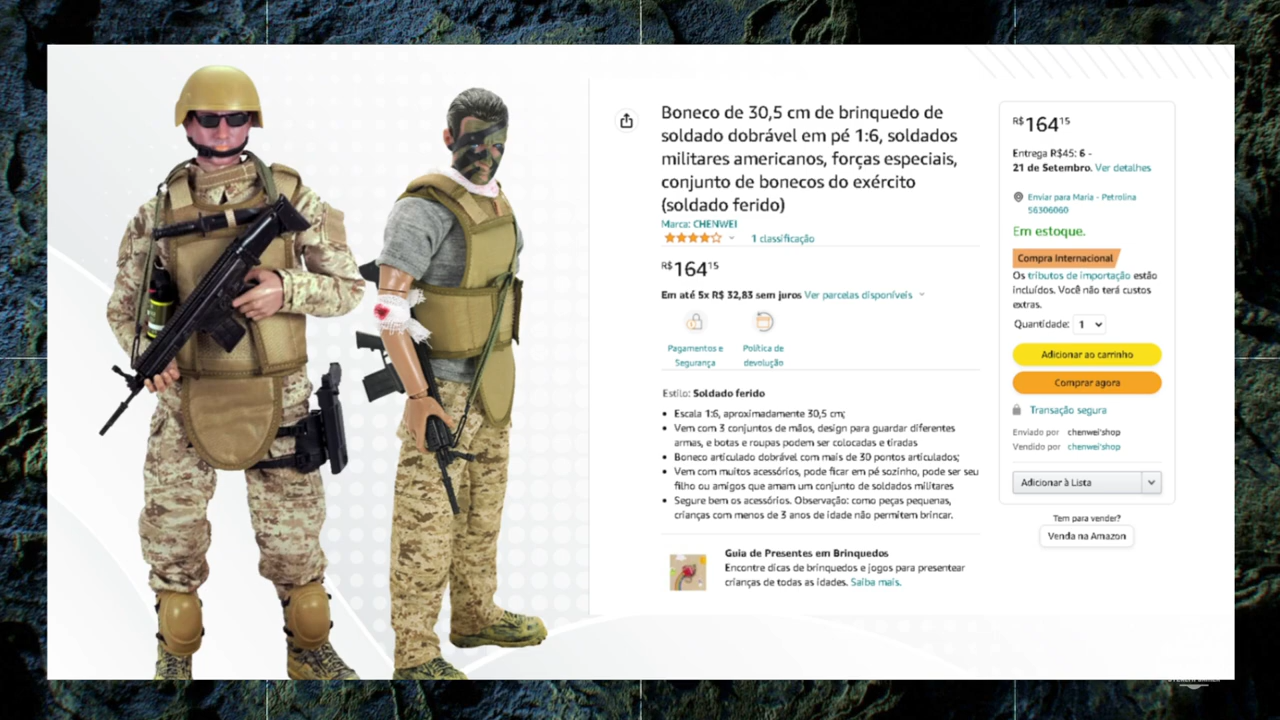 Boneco de 30,5 cm de brinquedo de
soldado dobrável em pé 1:6, soldados
militares americanos, forças especiais,
conjunto de bonecos do exército
(soldado ferido)
Marca: CHENWEI
1 classificação
R$ 164 15
Em até 5x R$ 32,83 sem juros Ver parcelas disponíveis
Pagamentos e
Segurança
Política de
devolução
Estilo: Soldado ferido
• Escala 1:6, aproximadamente 30,5 cm;
• Vem com 3 conjuntos de mãos, design para guardar diferentes
armas, e botas e roupas podem ser colocadas e tiradas
• Boneco articulado dobrável com mais de 30 pontos articulados;
• Vem com muitos acessórios, pode ficar em pé sozinho, pode ser seu
filho ou amigos que amam um conjunto de soldados militares
• Segure bem os acessórios. Observação: como peças pequenas,
crianças com menos de 3 anos de idade não permitem brincar.
Guia de Presentes em Brinquedos
Encontre dicas de brinquedos e jogos para presentear
crianças de todas as idades. Saiba mais.
R$ 164 15
Entrega R$45: 6 -
21 de Setembro. Ver detalhes
Enviar para Maria - Petrolina
56306060
Em estoque.
Compra Internacional
Os tributos de importação estão
incluídos. Você não terá custos
extras.
Quantidade: 1
Adicionar ao carrinho
Comprar agora
Transação segura
Enviado por chenwei'shop
Vendido por chenwei'shop
Adicionar à Lista
Tem para vender?
Venda na Amazon